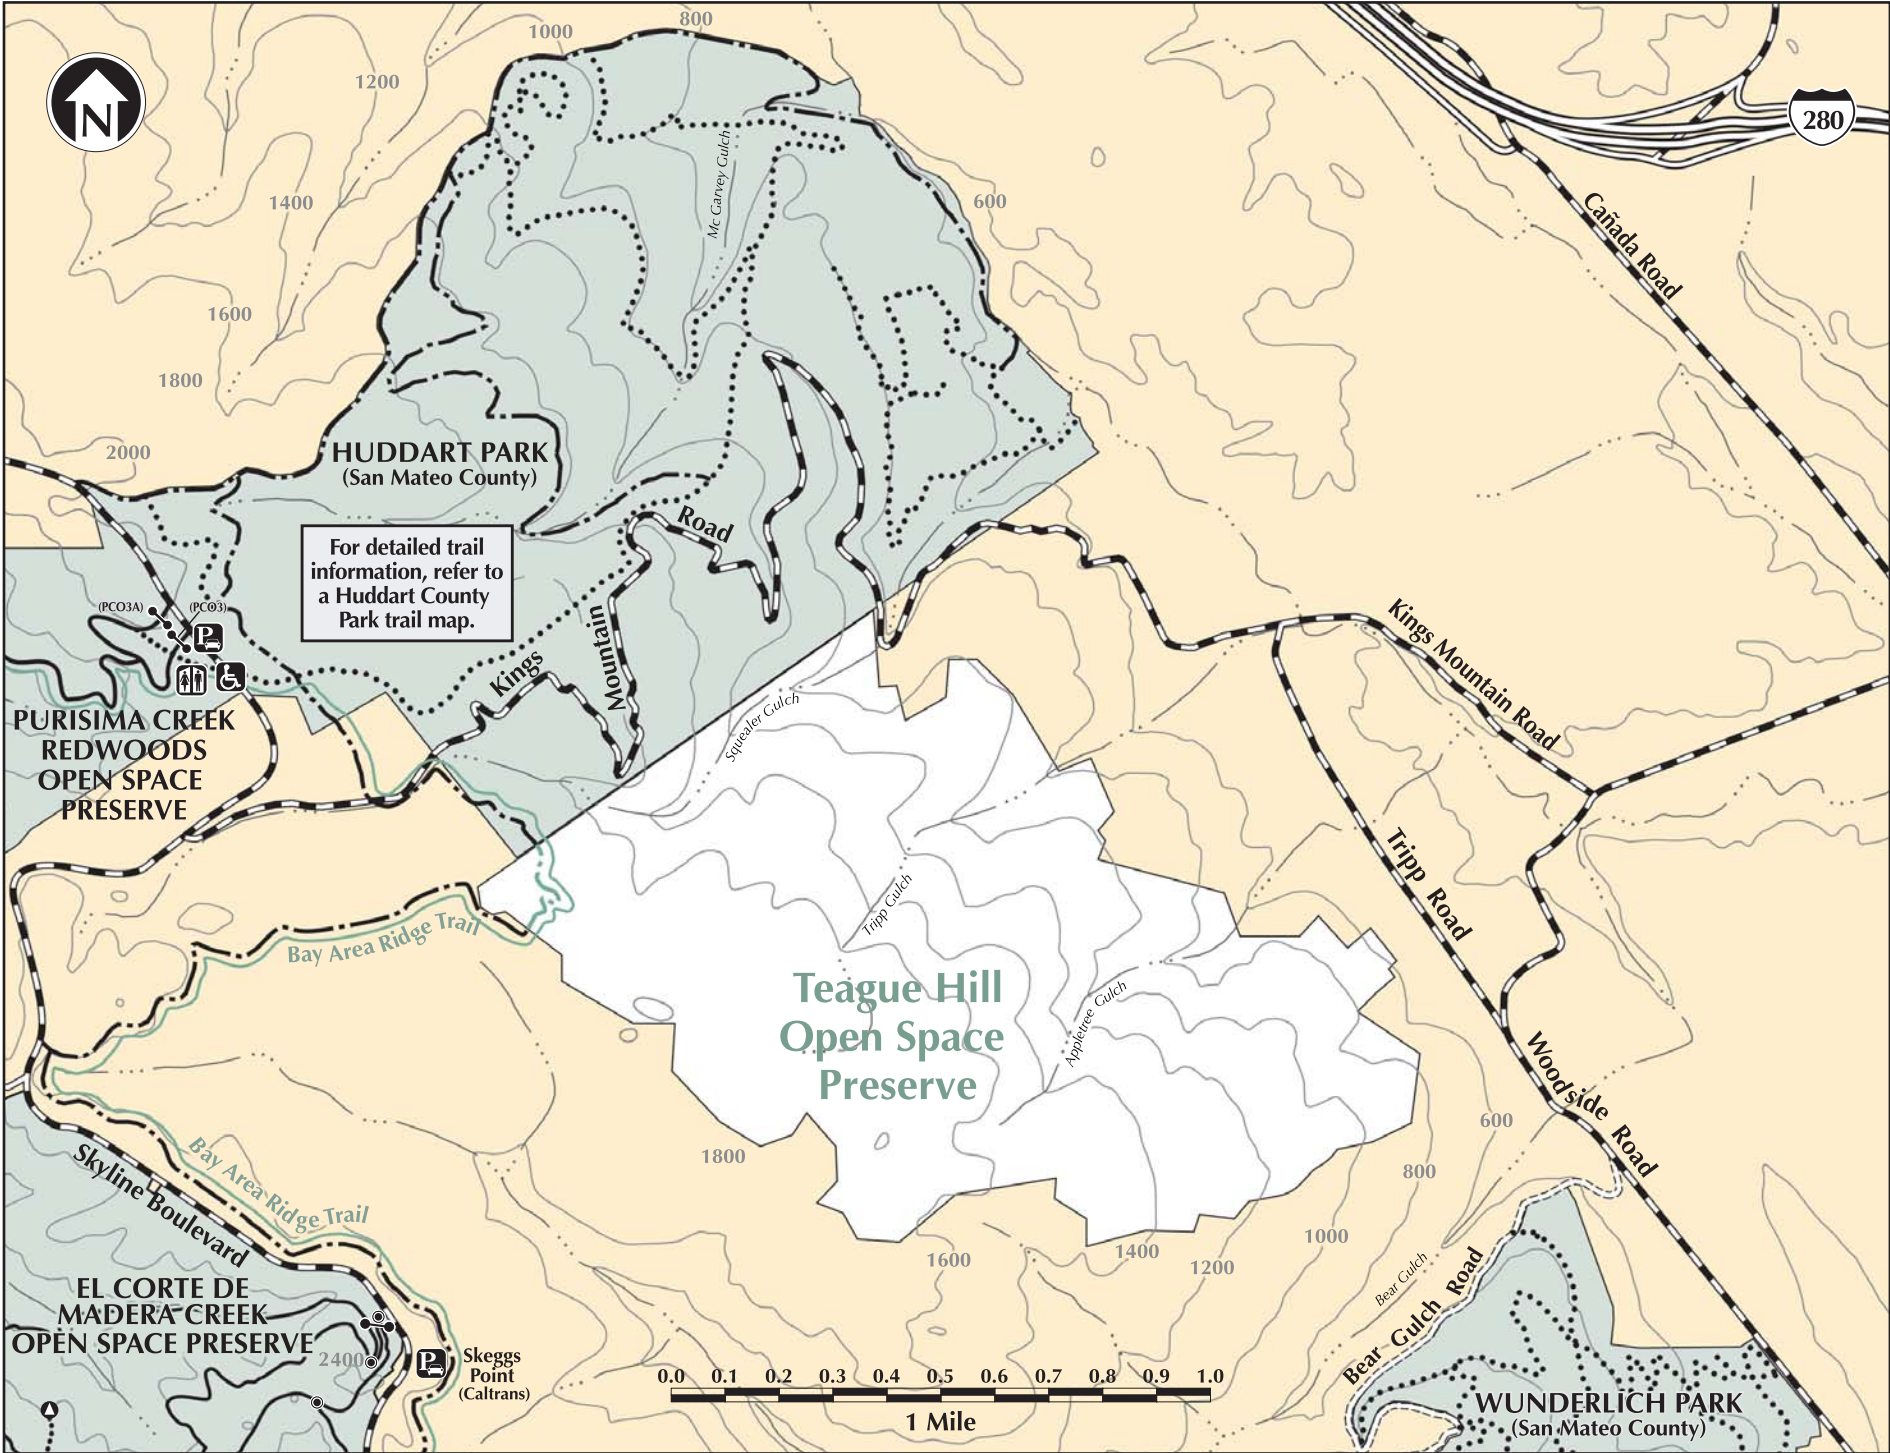 800
1000
1200
N
280
Mc Garvey Gulch
1400
600
Cañada Road
1600
1800
2000
HUDDART PARK
(San Mateo County)
Road
For detailed trail
information, refer to
a Huddart County
Park trail map.
(PCO3A)
(PCO3)
P
Mountain
Kings
Kings Mountain Road
Squealer Gulch
PURISIMA CREEK
REDWOODS
OPEN SPACE
PRESERVE
Tripp Road
Tripp Gulch
Bay Area Ridge Trail
Teague Hill
Open Space
Preserve
Appletree Gulch
Woodside Road
600
800
1800
Bay Area Ridge Trail
Skyline Boulevard
1000
1400
1600
1200
Bear Gulch
Bear Gulch Road
EL CORTE DE
MADERA CREEK
OPEN SPACE PRESERVE
2400
P
Skeggs
Point
(Caltrans)
0.0 0.1 0.2 0.3 0.4 0.5 0.6 0.7 0.8 0.9 1.0
1 Mile
WUNDERLICH PARK
(San Mateo County)